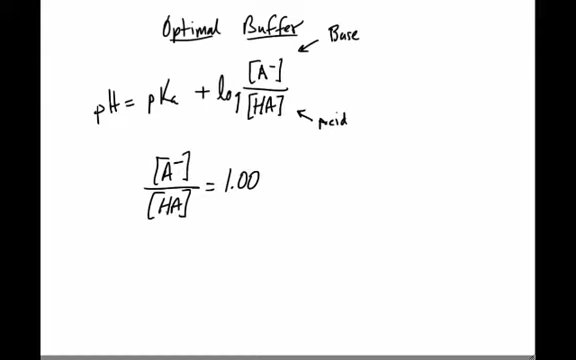 Optimal Buffer
Base
pH = pKa + log [A⁻] / [HA]
Acid
[A⁻] / [HA] = 1.00